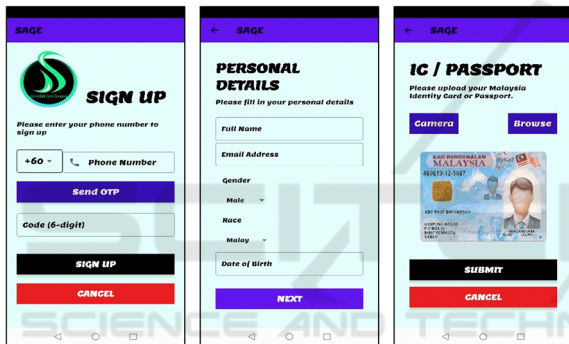 SAGE
SIGN UP
Please enter your phone number to
sign up
+60
Phone Number
Send OTP
Code (6-digit)
SIGN UP
CANCEL
SAGE
PERSONAL
DETAILS
Please fill in your personal details
Full Name
Email Address
Gender
Male
Race
Malay
Date of Birth
NEXT
SAGE
IC / PASSPORT
Please upload your Malaysia
Identity Card or Passport.
Camera
Browse
KAD PENGENALAN
MALAYSIA
MyKad
SUBMIT
CANCEL
SCIENCE AND TECHN